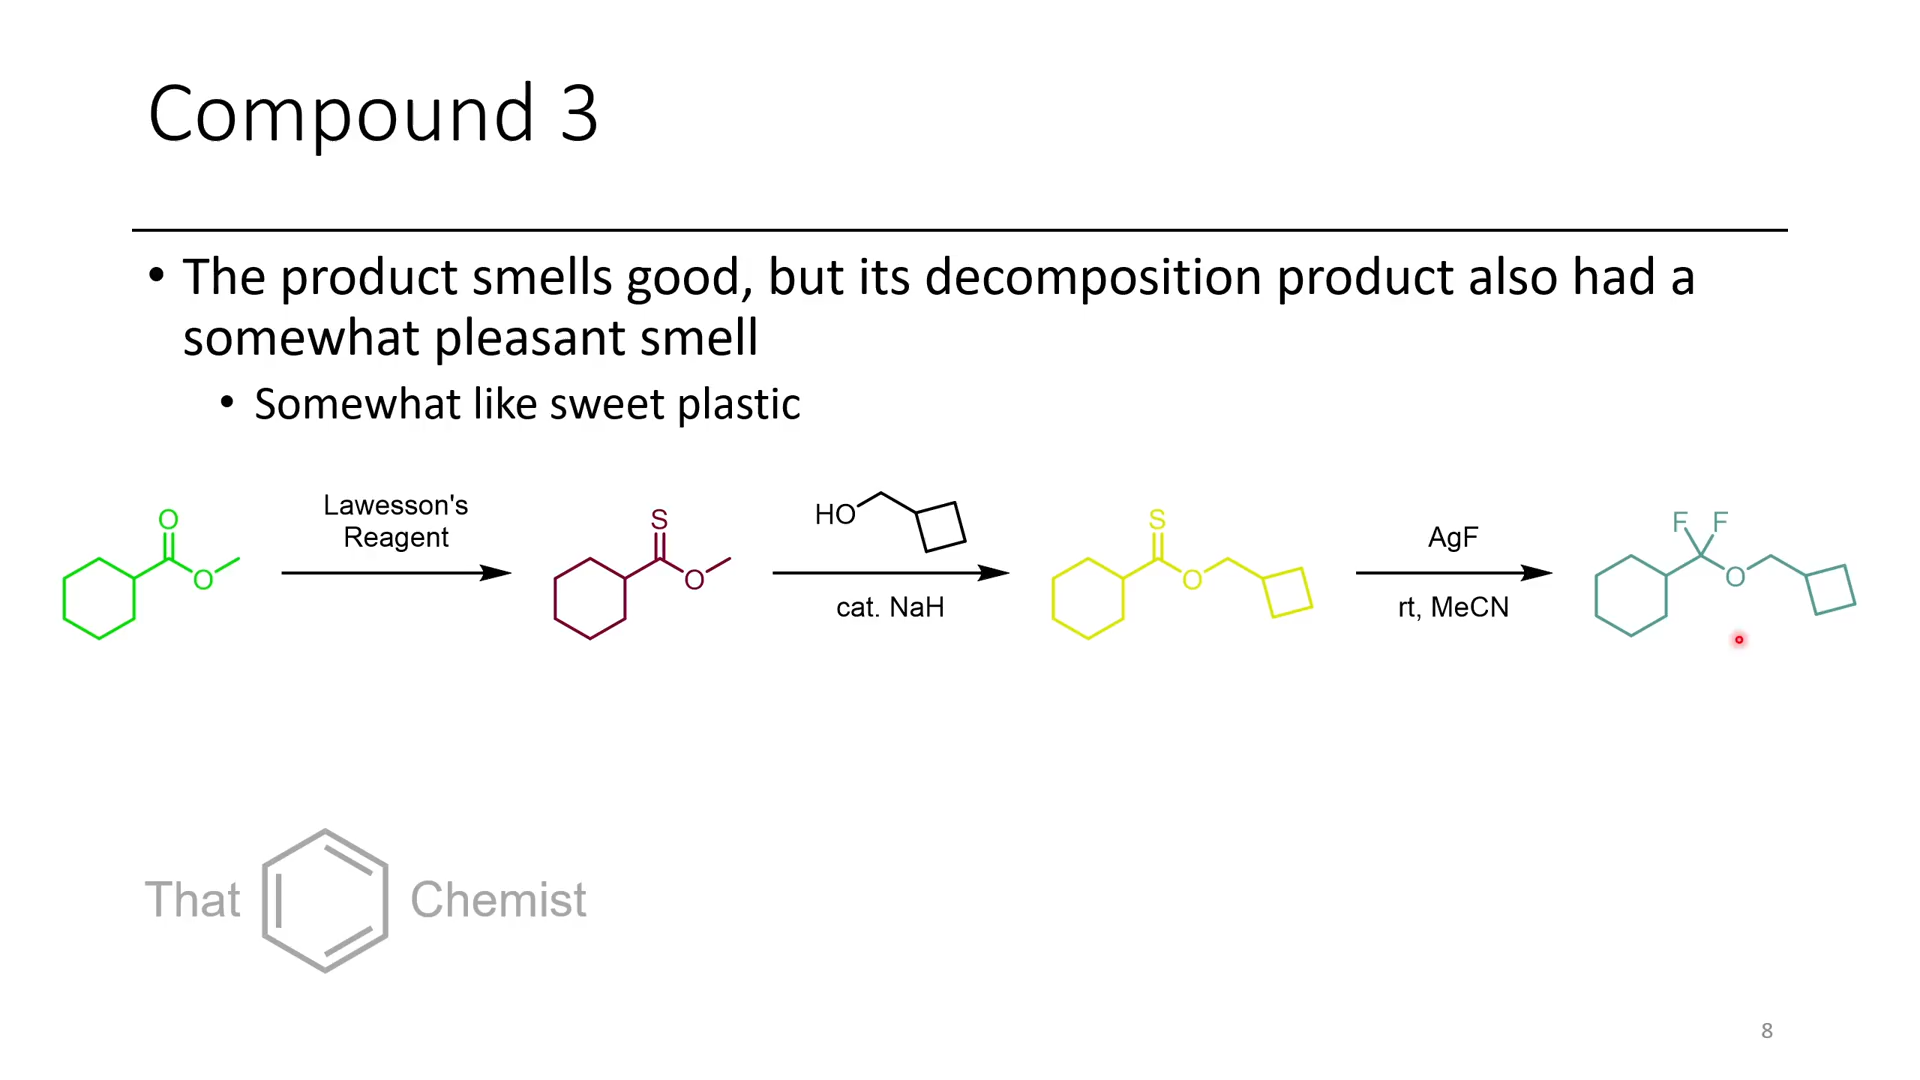 Compound 3
• The product smells good, but its decomposition product also had a
somewhat pleasant smell
• Somewhat like sweet plastic
Lawesson's
Reagent
O
O
S
O
HO
cat. NaH
S
O
AgF
rt, MeCN
F F
O
That Chemist
8